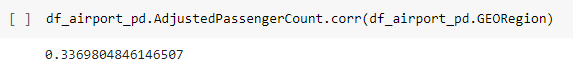 [ ] df_airport_pd.AdjustedPassengerCount.corr(df_airport_pd.GEORegion)
0.3369804846146507